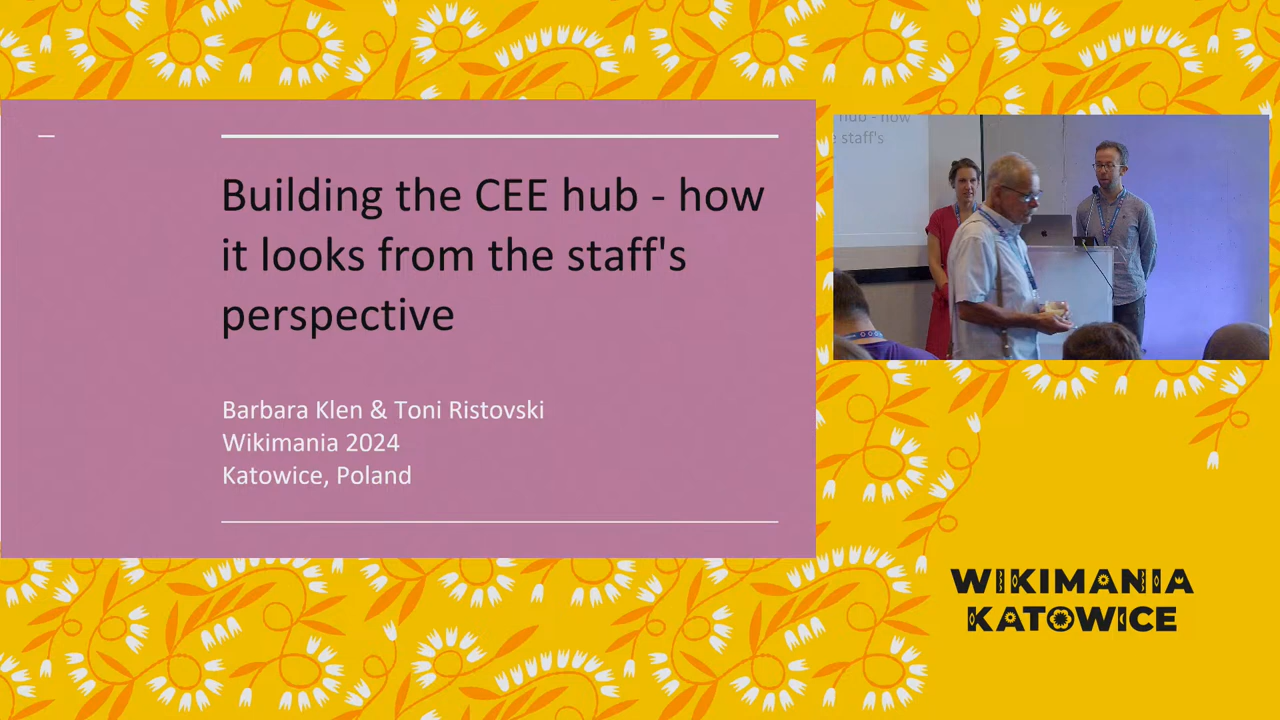 Building the CEE hub - how
it looks from the staff's
perspective
Barbara Klen & Toni Ristovski
Wikimania 2024
Katowice, Poland
hub - how
staff's
WIKIMANIA
KATOWICE